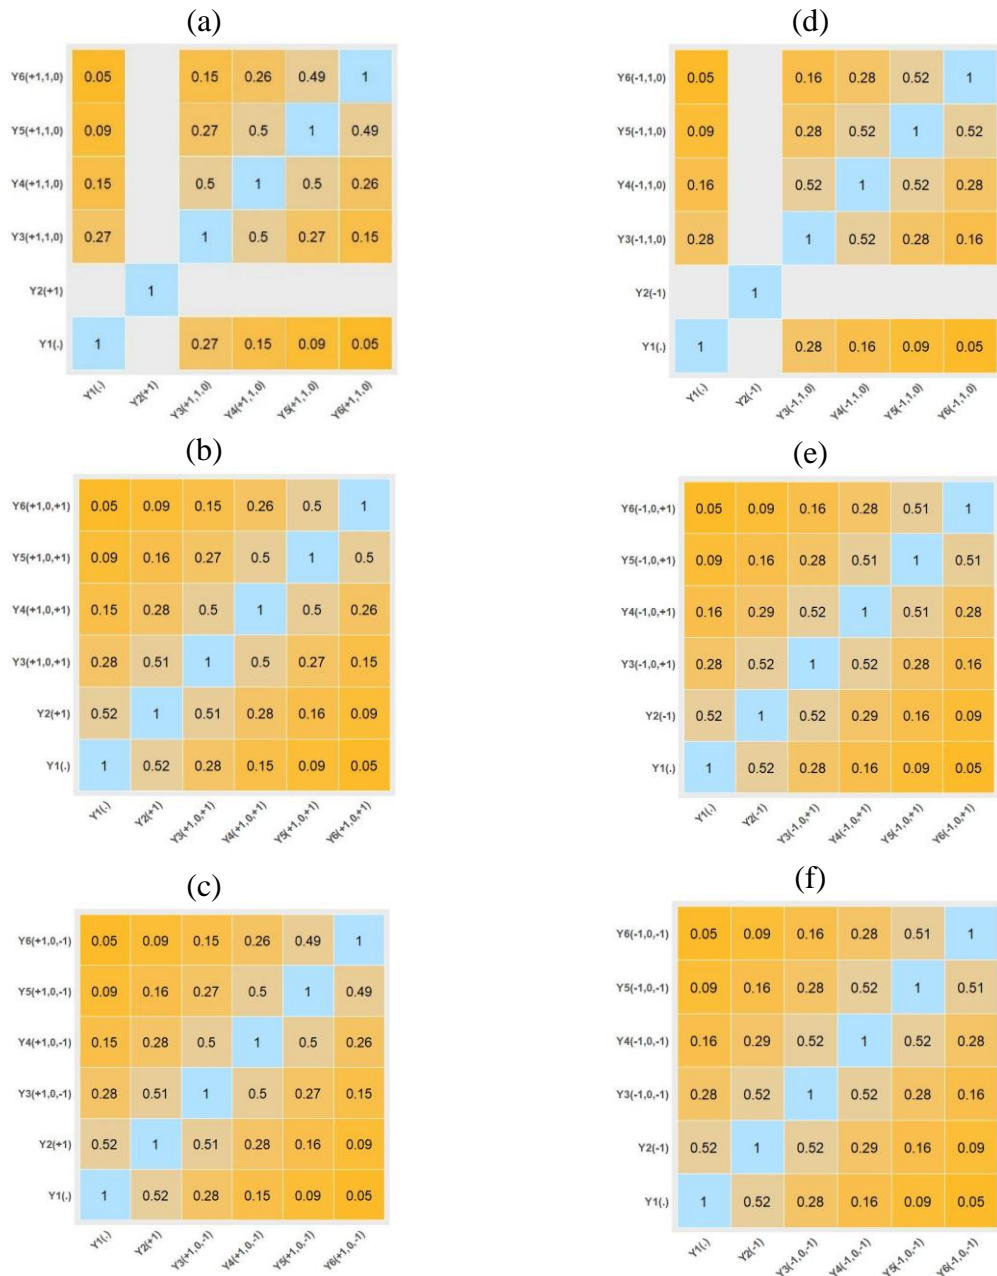 (a)
Y6(+1,1,0) 0.05 0.15 0.26 0.49 1
Y5(+1,1,0) 0.09 0.27 0.5 1 0.49
Y4(+1,1,0) 0.15 0.5 1 0.5 0.26
Y3(+1,1,0) 0.27 1 0.5 0.27 0.15
Y2(+1) 1
Y1(.) 1 0.27 0.15 0.09 0.05
Y1(.) Y2(+1) Y3(+1,1,0) Y4(+1,1,0) Y5(+1,1,0) Y6(+1,1,0)
(d)
Y6(-1,1,0) 0.05 0.16 0.28 0.52 1
Y5(-1,1,0) 0.09 0.28 0.52 1 0.52
Y4(-1,1,0) 0.16 0.52 1 0.52 0.28
Y3(-1,1,0) 0.28 1 0.52 0.28 0.16
Y2(-1) 1
Y1(.) 1 0.28 0.16 0.09 0.05
Y1(.) Y2(-1) Y3(-1,1,0) Y4(-1,1,0) Y5(-1,1,0) Y6(-1,1,0)
(b)
Y6(+1,0,+1) 0.05 0.09 0.15 0.26 0.5 1
Y5(+1,0,+1) 0.09 0.16 0.27 0.5 1 0.5
Y4(+1,0,+1) 0.15 0.28 0.5 1 0.5 0.26
Y3(+1,0,+1) 0.28 0.51 1 0.5 0.27 0.15
Y2(+1) 0.52 1 0.51 0.28 0.16 0.09
Y1(.) 1 0.52 0.28 0.15 0.09 0.05
Y1(.) Y2(+1) Y3(+1,0,+1) Y4(+1,0,+1) Y5(+1,0,+1) Y6(+1,0,+1)
(e)
Y6(-1,0,+1) 0.05 0.09 0.16 0.28 0.51 1
Y5(-1,0,+1) 0.09 0.16 0.28 0.51 1 0.51
Y4(-1,0,+1) 0.16 0.29 0.52 1 0.51 0.28
Y3(-1,0,+1) 0.28 0.52 1 0.52 0.28 0.16
Y2(-1) 0.52 1 0.52 0.29 0.16 0.09
Y1(.) 1 0.52 0.28 0.16 0.09 0.05
Y1(.) Y2(-1) Y3(-1,0,+1) Y4(-1,0,+1) Y5(-1,0,+1) Y6(-1,0,+1)
(c)
Y6(+1,0,-1) 0.05 0.09 0.15 0.26 0.49 1
Y5(+1,0,-1) 0.09 0.16 0.27 0.5 1 0.49
Y4(+1,0,-1) 0.15 0.28 0.5 1 0.5 0.26
Y3(+1,0,-1) 0.28 0.51 1 0.5 0.27 0.15
Y2(+1) 0.52 1 0.51 0.28 0.16 0.09
Y1(.) 1 0.52 0.28 0.15 0.09 0.05
Y1(.) Y2(+1) Y3(+1,0,-1) Y4(+1,0,-1) Y5(+1,0,-1) Y6(+1,0,-1)
(f)
Y6(-1,0,-1) 0.05 0.09 0.16 0.28 0.51 1
Y5(-1,0,-1) 0.09 0.16 0.28 0.52 1 0.51
Y4(-1,0,-1) 0.16 0.29 0.52 1 0.52 0.28
Y3(-1,0,-1) 0.28 0.52 1 0.52 0.28 0.16
Y2(-1) 0.52 1 0.52 0.29 0.16 0.09
Y1(.) 1 0.52 0.28 0.16 0.09 0.05
Y1(.) Y2(-1) Y3(-1,0,-1) Y4(-1,0,-1) Y5(-1,0,-1) Y6(-1,0,-1)